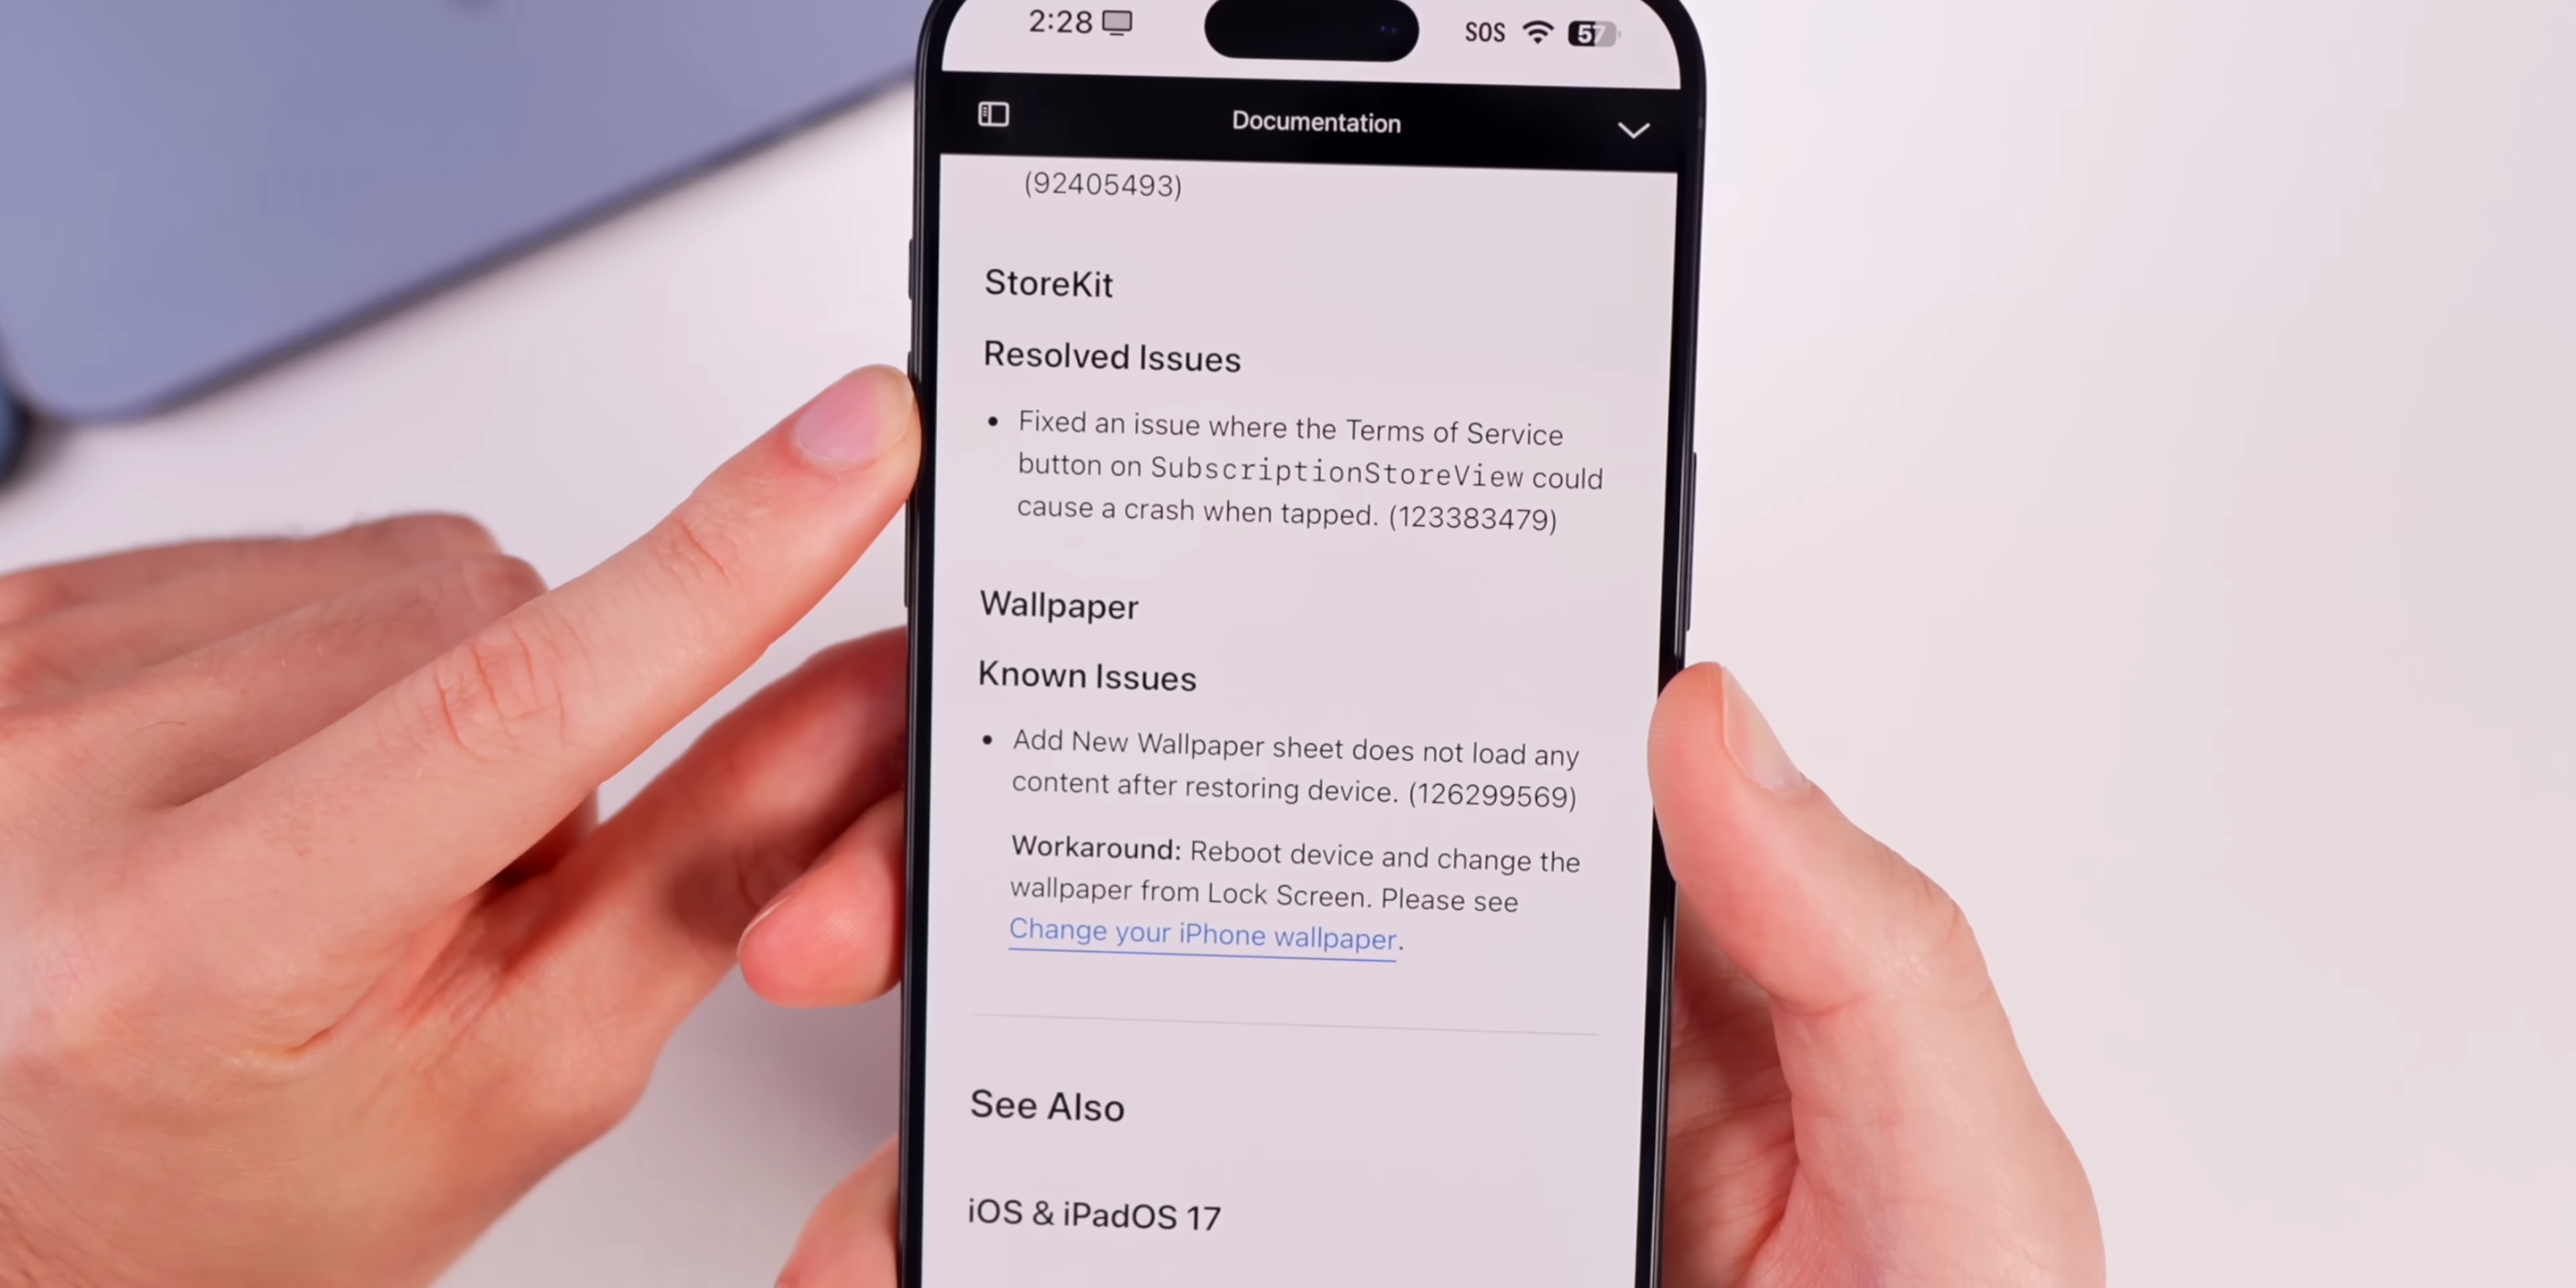 2:28
SOS
57
Documentation
(92405493)
StoreKit
Resolved Issues
• Fixed an issue where the Terms of Service
button on SubscriptionStoreView could
cause a crash when tapped. (123383479)
Wallpaper
Known Issues
• Add New Wallpaper sheet does not load any
content after restoring device. (126299569)
Workaround: Reboot device and change the
wallpaper from Lock Screen. Please see
Change your iPhone wallpaper.
See Also
iOS & iPadOS 17